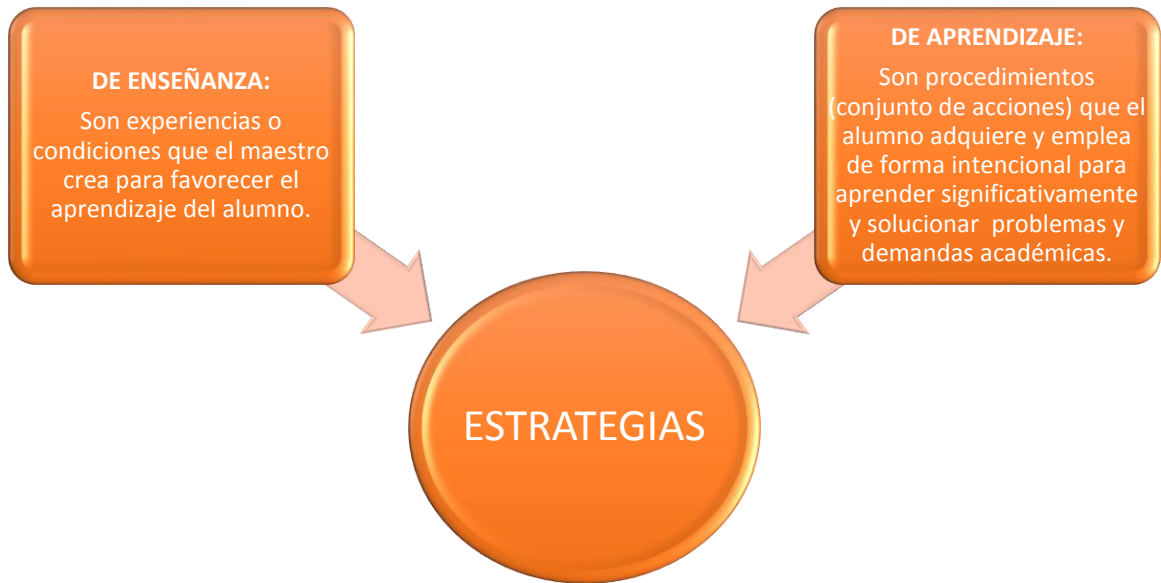 DE ENSEÑANZA:
Son experiencias o
condiciones que el maestro
crea para favorecer el
aprendizaje del alumno.
DE APRENDIZAJE:
Son procedimientos
(conjunto de acciones) que el
alumno adquiere y emplea
de forma intencional para
aprender significativamente
y solucionar problemas y
demandas académicas.
ESTRATEGIAS